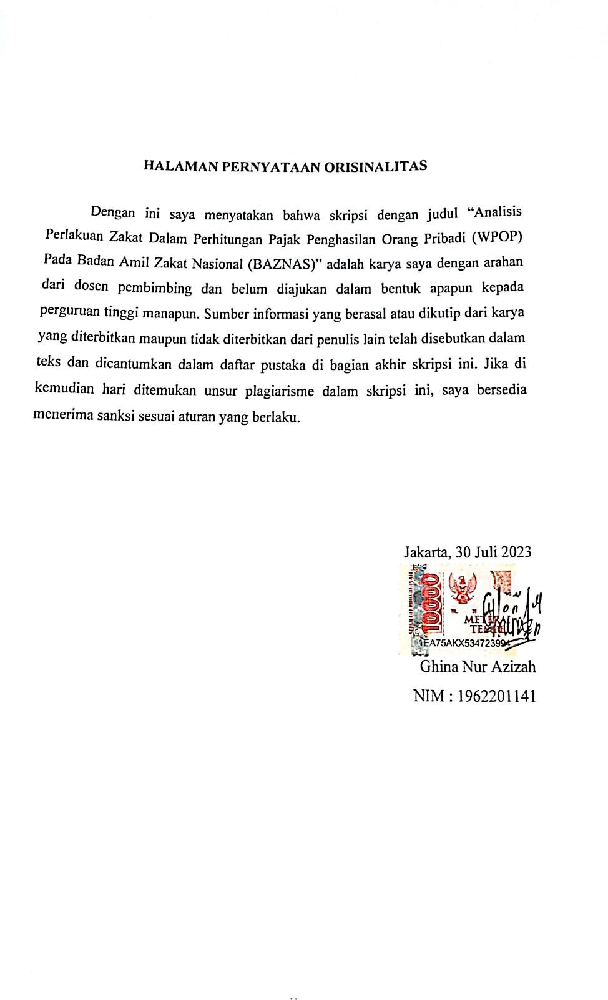 HALAMAN PERNYATAAN ORISINALITAS
Dengan ini saya menyatakan bahwa skripsi dengan judul “Analisis
Perlakuan Zakat Dalam Perhitungan Pajak Penghasilan Orang Pribadi (WPOP)
Pada Badan Amil Zakat Nasional (BAZNAS)” adalah karya saya dengan arahan
dari dosen pembimbing dan belum diajukan dalam bentuk apapun kepada
perguruan tinggi manapun. Sumber informasi yang berasal atau dikutip dari karya
yang diterbitkan maupun tidak diterbitkan dari penulis lain telah disebutkan dalam
teks dan dicantumkan dalam daftar pustaka di bagian akhir skripsi ini. Jika di
kemudian hari ditemukan unsur plagiarisme dalam skripsi ini, saya bersedia
menerima sanksi sesuai aturan yang berlaku.
Jakarta, 30 Juli 2023
10000
METERAI
TEMPEL
1EA75AKX534723994
Ghina Nur Azizah
NIM : 1962201141